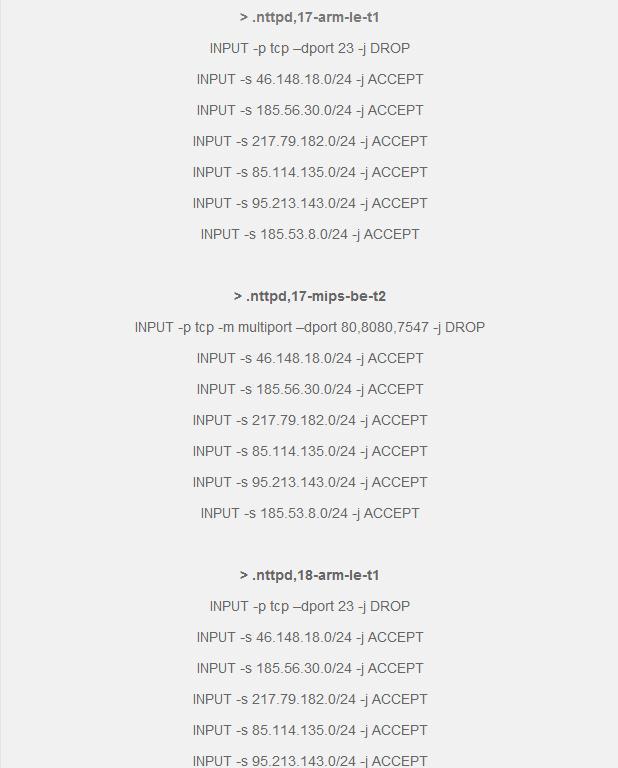 > .nttpd,17-arm-le-t1
INPUT -p tcp –dport 23 -j DROP
INPUT -s 46.148.18.0/24 -j ACCEPT
INPUT -s 185.56.30.0/24 -j ACCEPT
INPUT -s 217.79.182.0/24 -j ACCEPT
INPUT -s 85.114.135.0/24 -j ACCEPT
INPUT -s 95.213.143.0/24 -j ACCEPT
INPUT -s 185.53.8.0/24 -j ACCEPT
> .nttpd,17-mips-be-t2
INPUT -p tcp -m multiport –dport 80,8080,7547 -j DROP
INPUT -s 46.148.18.0/24 -j ACCEPT
INPUT -s 185.56.30.0/24 -j ACCEPT
INPUT -s 217.79.182.0/24 -j ACCEPT
INPUT -s 85.114.135.0/24 -j ACCEPT
INPUT -s 95.213.143.0/24 -j ACCEPT
INPUT -s 185.53.8.0/24 -j ACCEPT
> .nttpd,18-arm-le-t1
INPUT -p tcp –dport 23 -j DROP
INPUT -s 46.148.18.0/24 -j ACCEPT
INPUT -s 185.56.30.0/24 -j ACCEPT
INPUT -s 217.79.182.0/24 -j ACCEPT
INPUT -s 85.114.135.0/24 -j ACCEPT
INPUT -s 95.213.143.0/24 -j ACCEPT